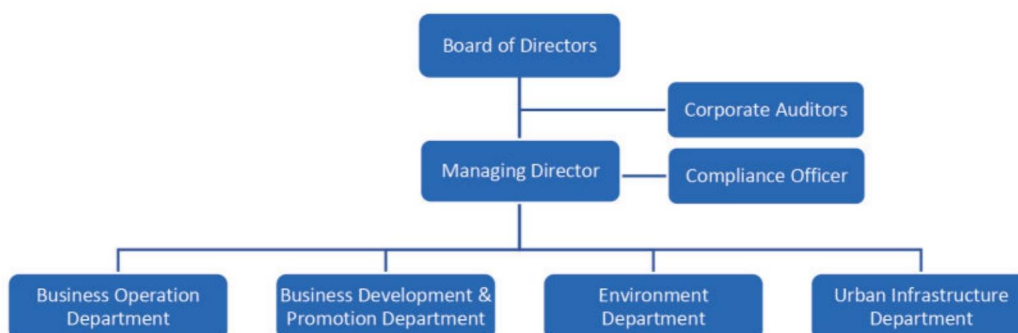 Board of Directors
Corporate Auditors
Managing Director
Compliance Officer
Business Operation
Department
Business Development &
Promotion Department
Environment
Department
Urban Infrastructure
Department